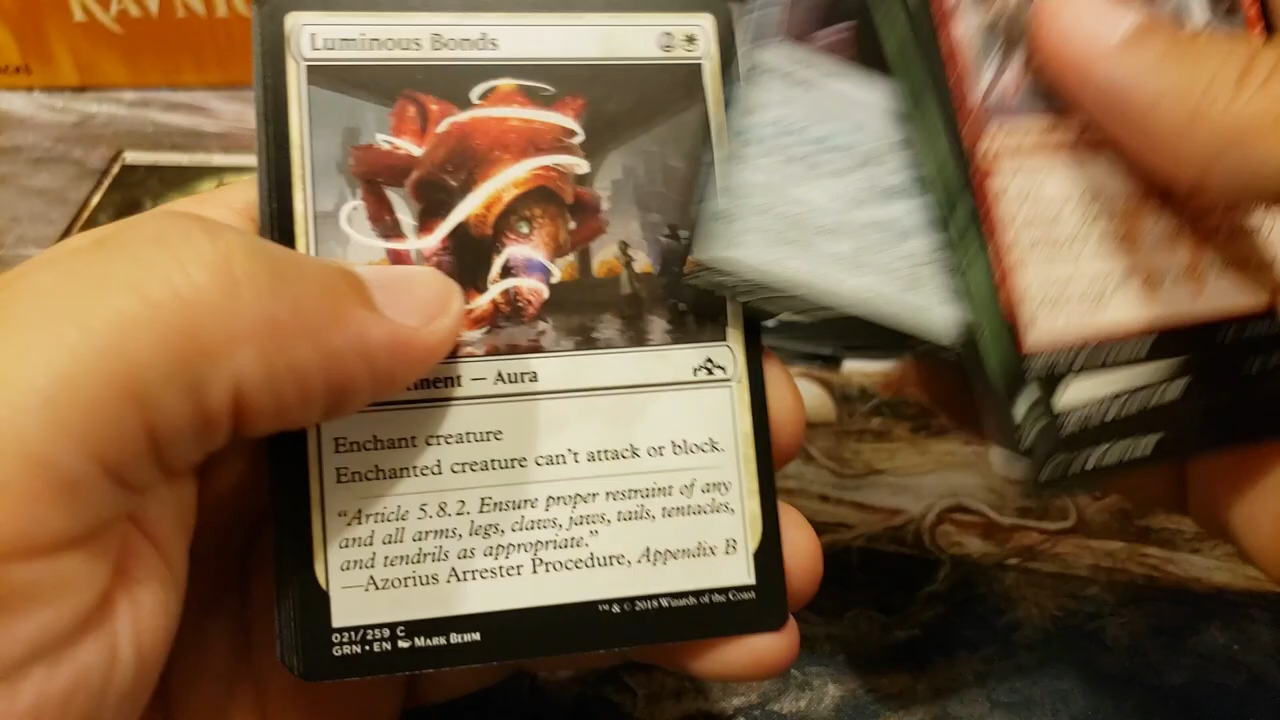 RAVNIC
Luminous Bonds
2
ment — Aura
Enchant creature
Enchanted creature can't attack or block.
"Article 5.8.2. Ensure proper restraint of any
and all arms, legs, claws, jaws, tails, tentacles,
and tendrils as appropriate."
—Azorius Arrester Procedure, Appendix B
™ & © 2018 Wizards of the Coast
021/259 C
GRN • EN Mark Behm